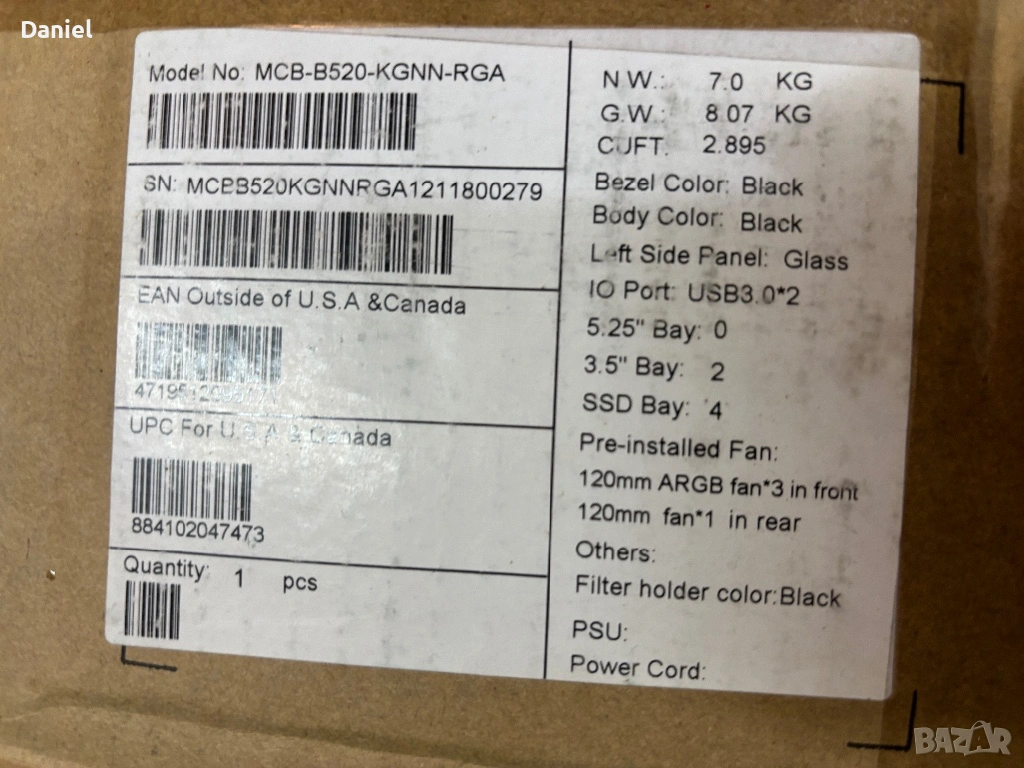 Daniel
Model No: MCB-B520-KGNN-RGA
SN: MCBB520KGNNRGA1211800279
EAN Outside of U.S.A &Canada
UPC For U.S.A & Canada
884102047473
Quantity: 1 pcs
N.W.: 7.0 KG
G.W.: 8.07 KG
CUFT. 2.895
Bezel Color: Black
Body Color: Black
Left Side Panel: Glass
IO Port: USB3.0*2
5.25" Bay: 0
3.5" Bay: 2
SSD Bay: 4
Pre-installed Fan:
120mm ARGB fan*3 in front
120mm fan*1 in rear
Others:
Filter holder color:Black
PSU:
Power Cord:
BAZAR